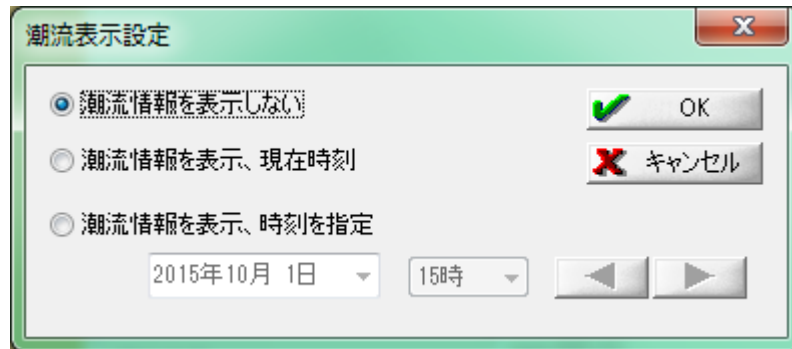 潮流表示設定
潮流情報を表示しない
OK
潮流情報を表示、現在時刻
キャンセル
潮流情報を表示、時刻を指定
2015年10月 1日
15時